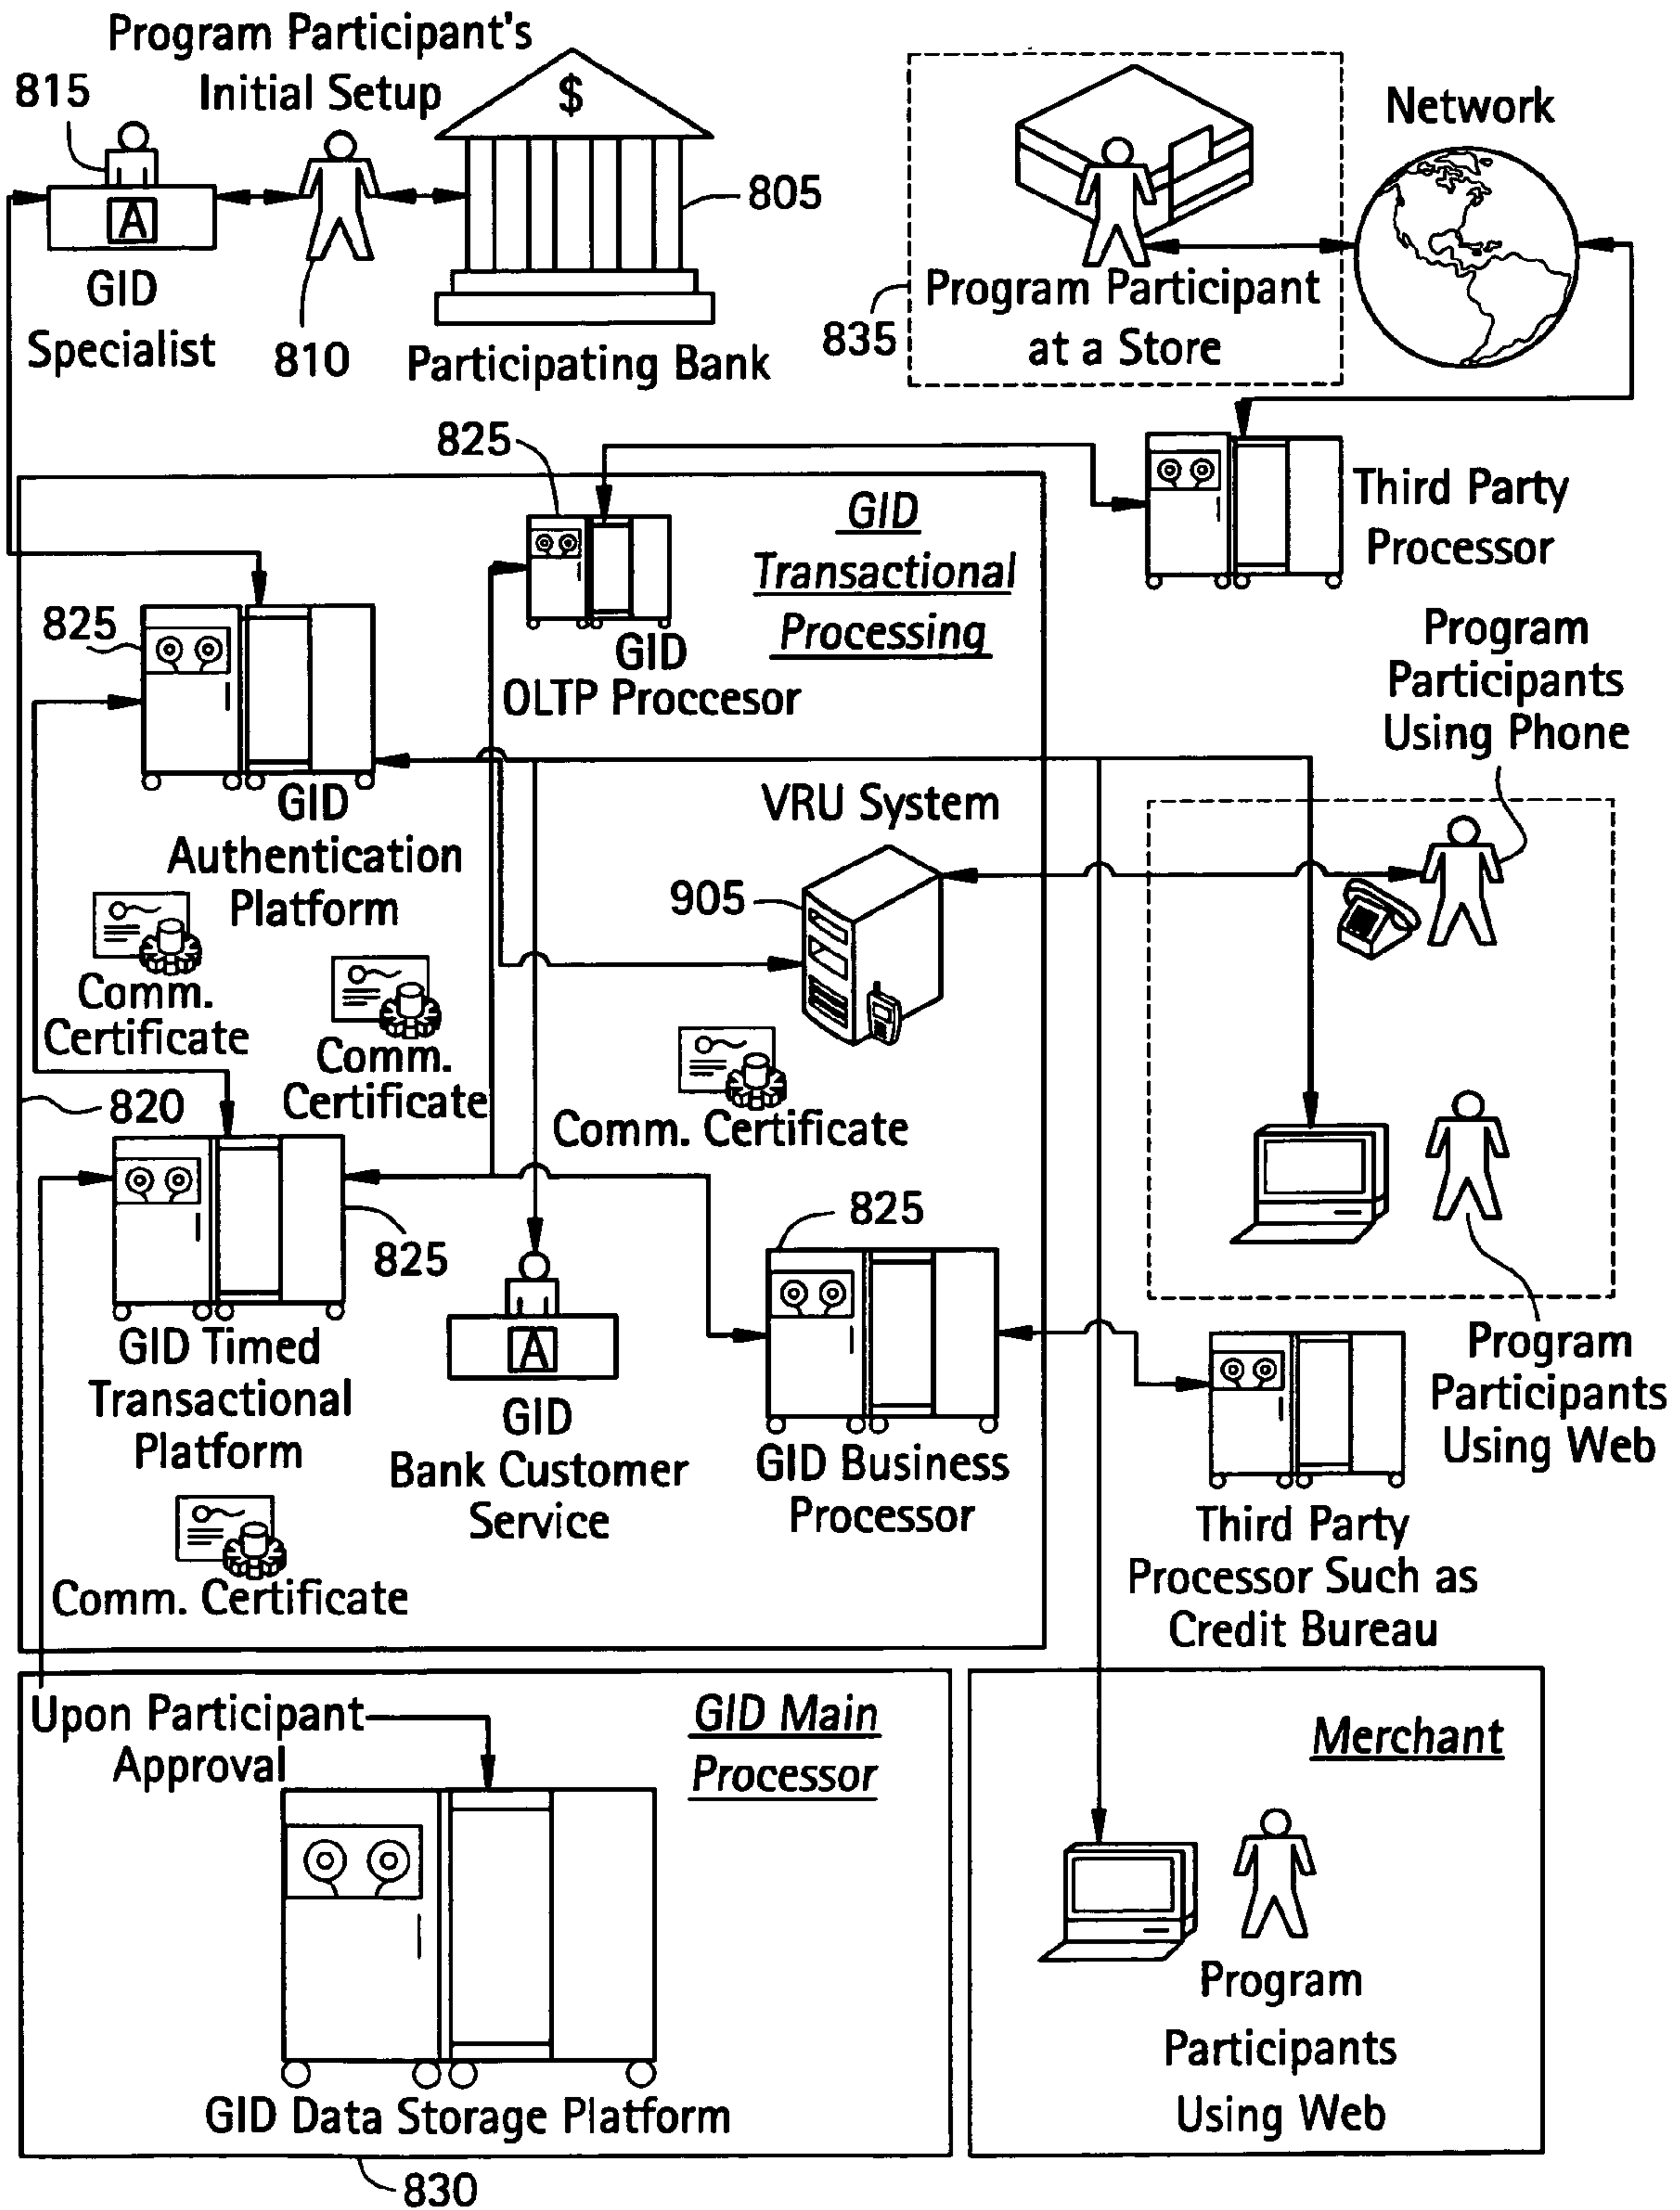 Program Participant's
Initial Setup
815
$
A
GID
Specialist
810
805
Participating Bank
Network
835
Program Participant
at a Store
825
GID
Transactional
Processing
Third Party
Processor
825
GID
OLTP Proccesor
Program
Participants
Using Phone
GID
Authentication
Platform
VRU System
905
Comm.
Certificate
Comm.
Certificate
Comm. Certificate
820
825
825
GID Timed
Transactional
Platform
A
GID
Bank Customer
Service
GID Business
Processor
Program
Participants
Using Web
Third Party
Processor Such as
Credit Bureau
Comm. Certificate
Upon Participant
Approval
GID Main
Processor
GID Data Storage Platform
830
Merchant
Program
Participants
Using Web